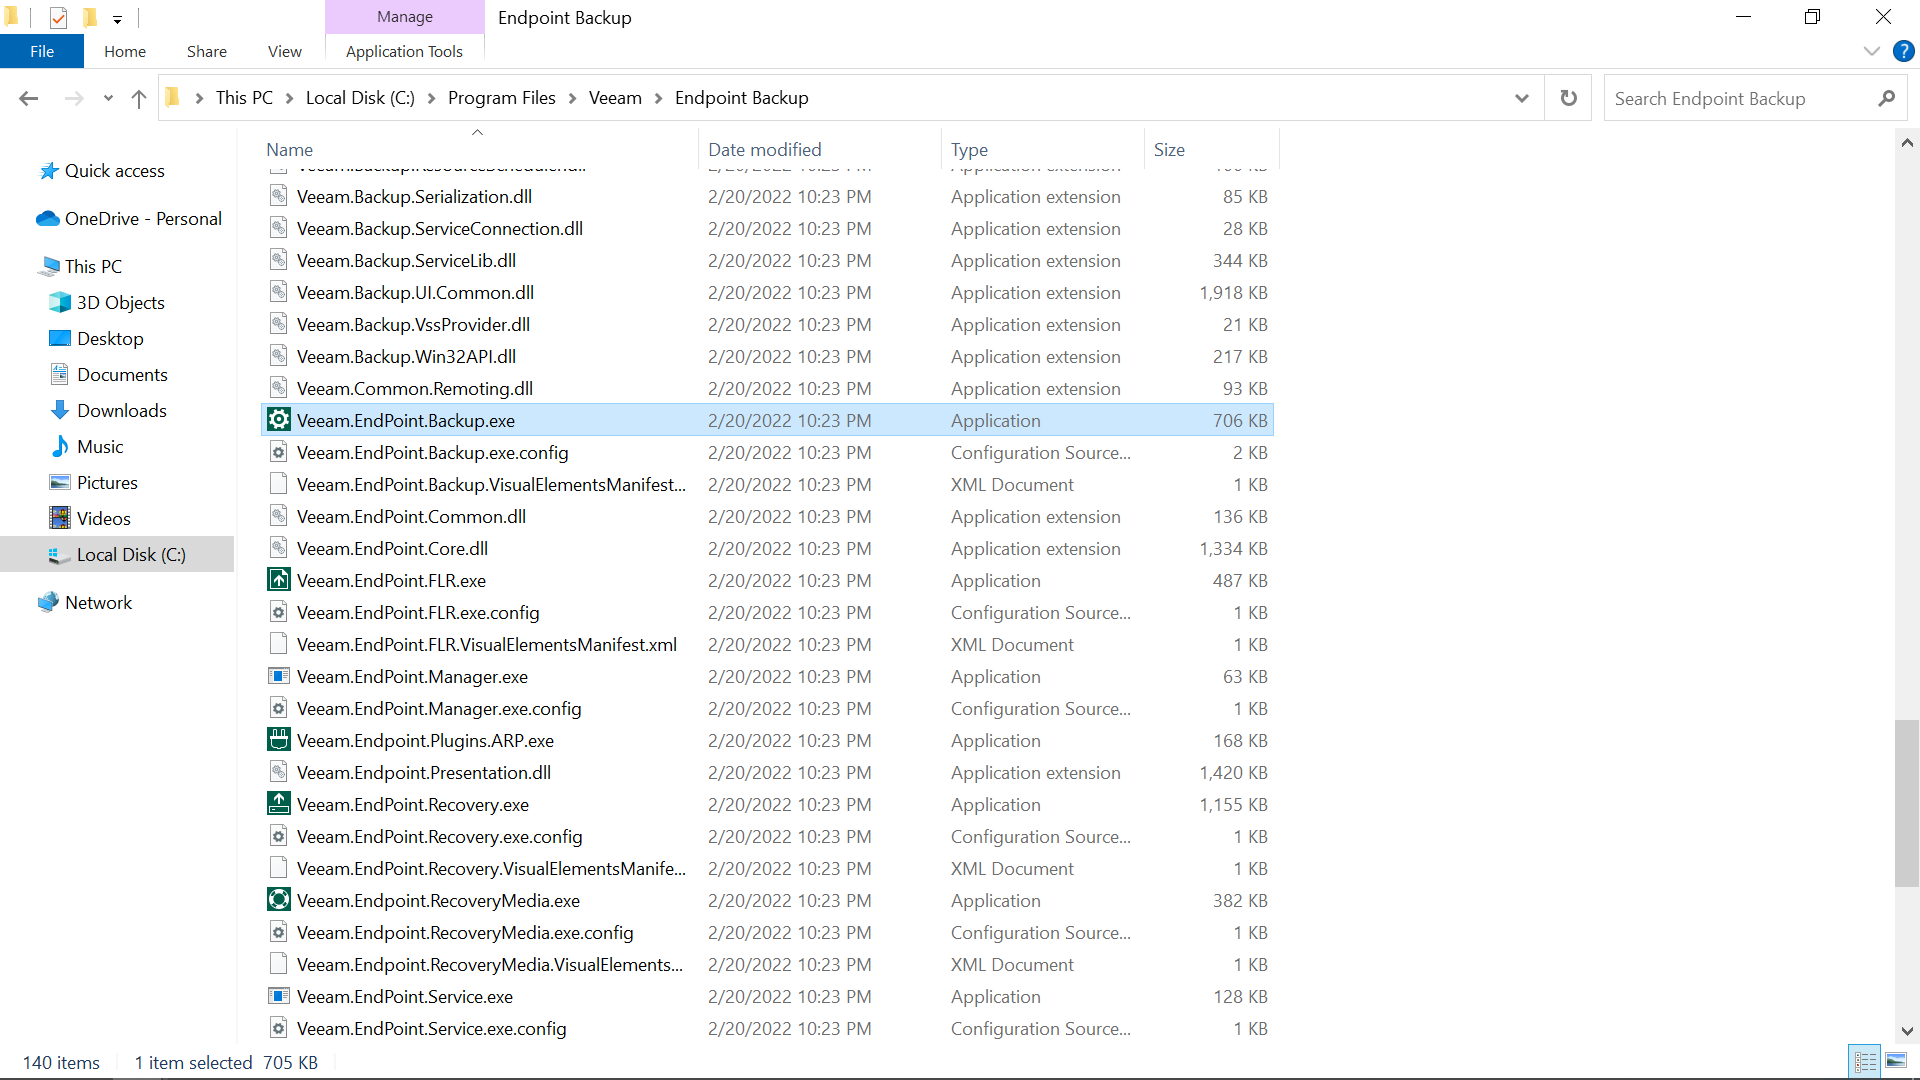 Manage
Endpoint Backup
File
Home
Share
View
Application Tools
?
This PC
Local Disk (C:)
Program Files
Veeam
Endpoint Backup
Search Endpoint Backup
Name
Date modified
Type
Size
Quick access
OneDrive - Personal
This PC
3D Objects
Desktop
Documents
Downloads
Music
Pictures
Videos
Local Disk (C:)
Network
Veeam.Backup.Serialization.dll 2/20/2022 10:23 PM Application extension 85 KB
Veeam.Backup.ServiceConnection.dll 2/20/2022 10:23 PM Application extension 28 KB
Veeam.Backup.ServiceLib.dll 2/20/2022 10:23 PM Application extension 344 KB
Veeam.Backup.UI.Common.dll 2/20/2022 10:23 PM Application extension 1,918 KB
Veeam.Backup.VssProvider.dll 2/20/2022 10:23 PM Application extension 21 KB
Veeam.Backup.Win32API.dll 2/20/2022 10:23 PM Application extension 217 KB
Veeam.Common.Remoting.dll 2/20/2022 10:23 PM Application extension 93 KB
Veeam.EndPoint.Backup.exe 2/20/2022 10:23 PM Application 706 KB
Veeam.EndPoint.Backup.exe.config 2/20/2022 10:23 PM Configuration Source... 2 KB
Veeam.EndPoint.Backup.VisualElementsManifest... 2/20/2022 10:23 PM XML Document 1 KB
Veeam.EndPoint.Common.dll 2/20/2022 10:23 PM Application extension 136 KB
Veeam.EndPoint.Core.dll 2/20/2022 10:23 PM Application extension 1,334 KB
Veeam.EndPoint.FLR.exe 2/20/2022 10:23 PM Application 487 KB
Veeam.EndPoint.FLR.exe.config 2/20/2022 10:23 PM Configuration Source... 1 KB
Veeam.EndPoint.FLR.VisualElementsManifest.xml 2/20/2022 10:23 PM XML Document 1 KB
Veeam.EndPoint.Manager.exe 2/20/2022 10:23 PM Application 63 KB
Veeam.EndPoint.Manager.exe.config 2/20/2022 10:23 PM Configuration Source... 1 KB
Veeam.Endpoint.Plugins.ARP.exe 2/20/2022 10:23 PM Application 168 KB
Veeam.Endpoint.Presentation.dll 2/20/2022 10:23 PM Application extension 1,420 KB
Veeam.EndPoint.Recovery.exe 2/20/2022 10:23 PM Application 1,155 KB
Veeam.EndPoint.Recovery.exe.config 2/20/2022 10:23 PM Configuration Source... 1 KB
Veeam.EndPoint.Recovery.VisualElementsManife... 2/20/2022 10:23 PM XML Document 1 KB
Veeam.Endpoint.RecoveryMedia.exe 2/20/2022 10:23 PM Application 382 KB
Veeam.Endpoint.RecoveryMedia.exe.config 2/20/2022 10:23 PM Configuration Source... 1 KB
Veeam.Endpoint.RecoveryMedia.VisualElements... 2/20/2022 10:23 PM XML Document 1 KB
Veeam.EndPoint.Service.exe 2/20/2022 10:23 PM Application 128 KB
Veeam.EndPoint.Service.exe.config 2/20/2022 10:23 PM Configuration Source... 1 KB
140 items
1 item selected 705 KB